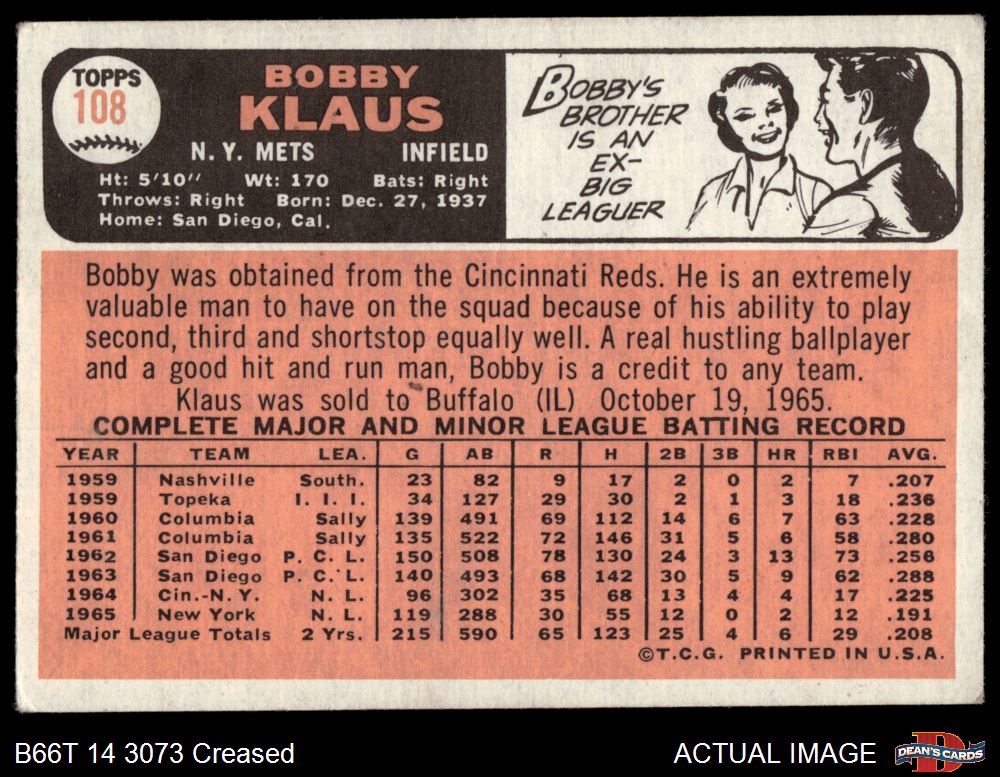 TOPPS
108
BOBBY
KLAUS
N. Y. METS INFIELD
Ht: 5'10" Wt: 170 Bats: Right
Throws: Right Born: Dec. 27, 1937
Home: San Diego, Cal.
BOBBY'S
BROTHER
IS AN
EX-
BIG
LEAGUER
Bobby was obtained from the Cincinnati Reds. He is an extremely
valuable man to have on the squad because of his ability to play
second, third and shortstop equally well. A real hustling ballplayer
and a good hit and run man, Bobby is a credit to any team.
Klaus was sold to Buffalo (IL) October 19, 1965.
COMPLETE MAJOR AND MINOR LEAGUE BATTING RECORD
YEAR TEAM LEA. G AB R H 2B 3B HR RBI AVG.
1959 Nashville South. 23 82 9 17 2 0 2 7 .207
1959 Topeka I. I. I. 34 127 29 30 2 1 3 18 .236
1960 Columbia Sally 139 491 69 112 14 6 7 63 .228
1961 Columbia Sally 135 522 72 146 31 5 6 58 .280
1962 San Diego P. C. L. 150 508 78 130 24 3 13 73 .256
1963 San Diego P. C. L. 140 493 68 142 30 5 9 62 .288
1964 Cin.-N. Y. N. L. 96 302 35 68 13 4 4 17 .225
1965 New York N. L. 119 288 30 55 12 0 2 12 .191
Major League Totals 2 Yrs. 215 590 65 123 25 4 6 29 .208
©T.C.G. PRINTED IN U.S.A.
B66T 14 3073 Creased
ACTUAL IMAGE
DEAN'S CARDS